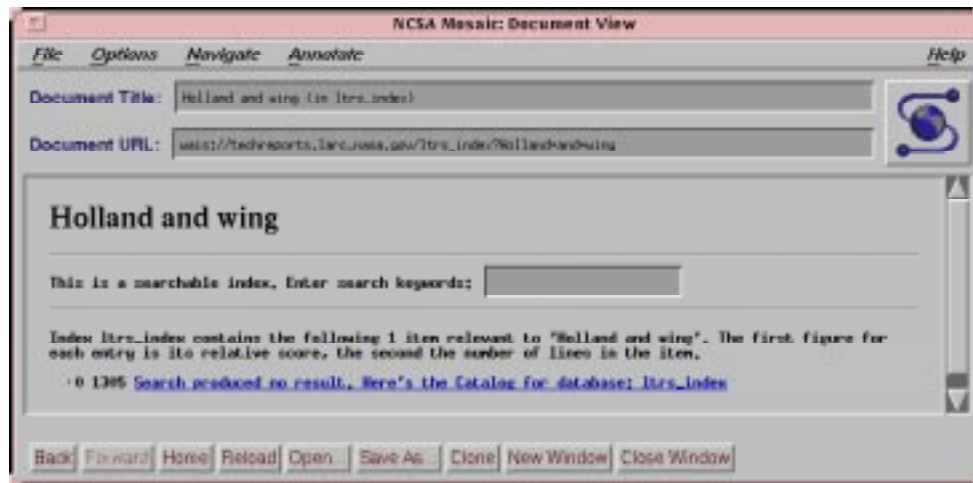 NCSA Mosaic: Document View
File Options Navigate Annotate Help
Document Title: Holland and wing (in ltrs_index)
Document URL: wais://techreports.larc.nasa.gov/ltrs_index?Holland+and+wing
Holland and wing
This is a searchable index. Enter search keywords:
Index ltrs_index contains the following 1 item relevant to "Holland and wing". The first figure for
each entry is its relative score, the second the number of lines in the item.
0 1305 Search produced no result. Here's the Catalog for database: ltrs_index
Back Forward Home Reload Open... Save As... Clone New Window Close Window